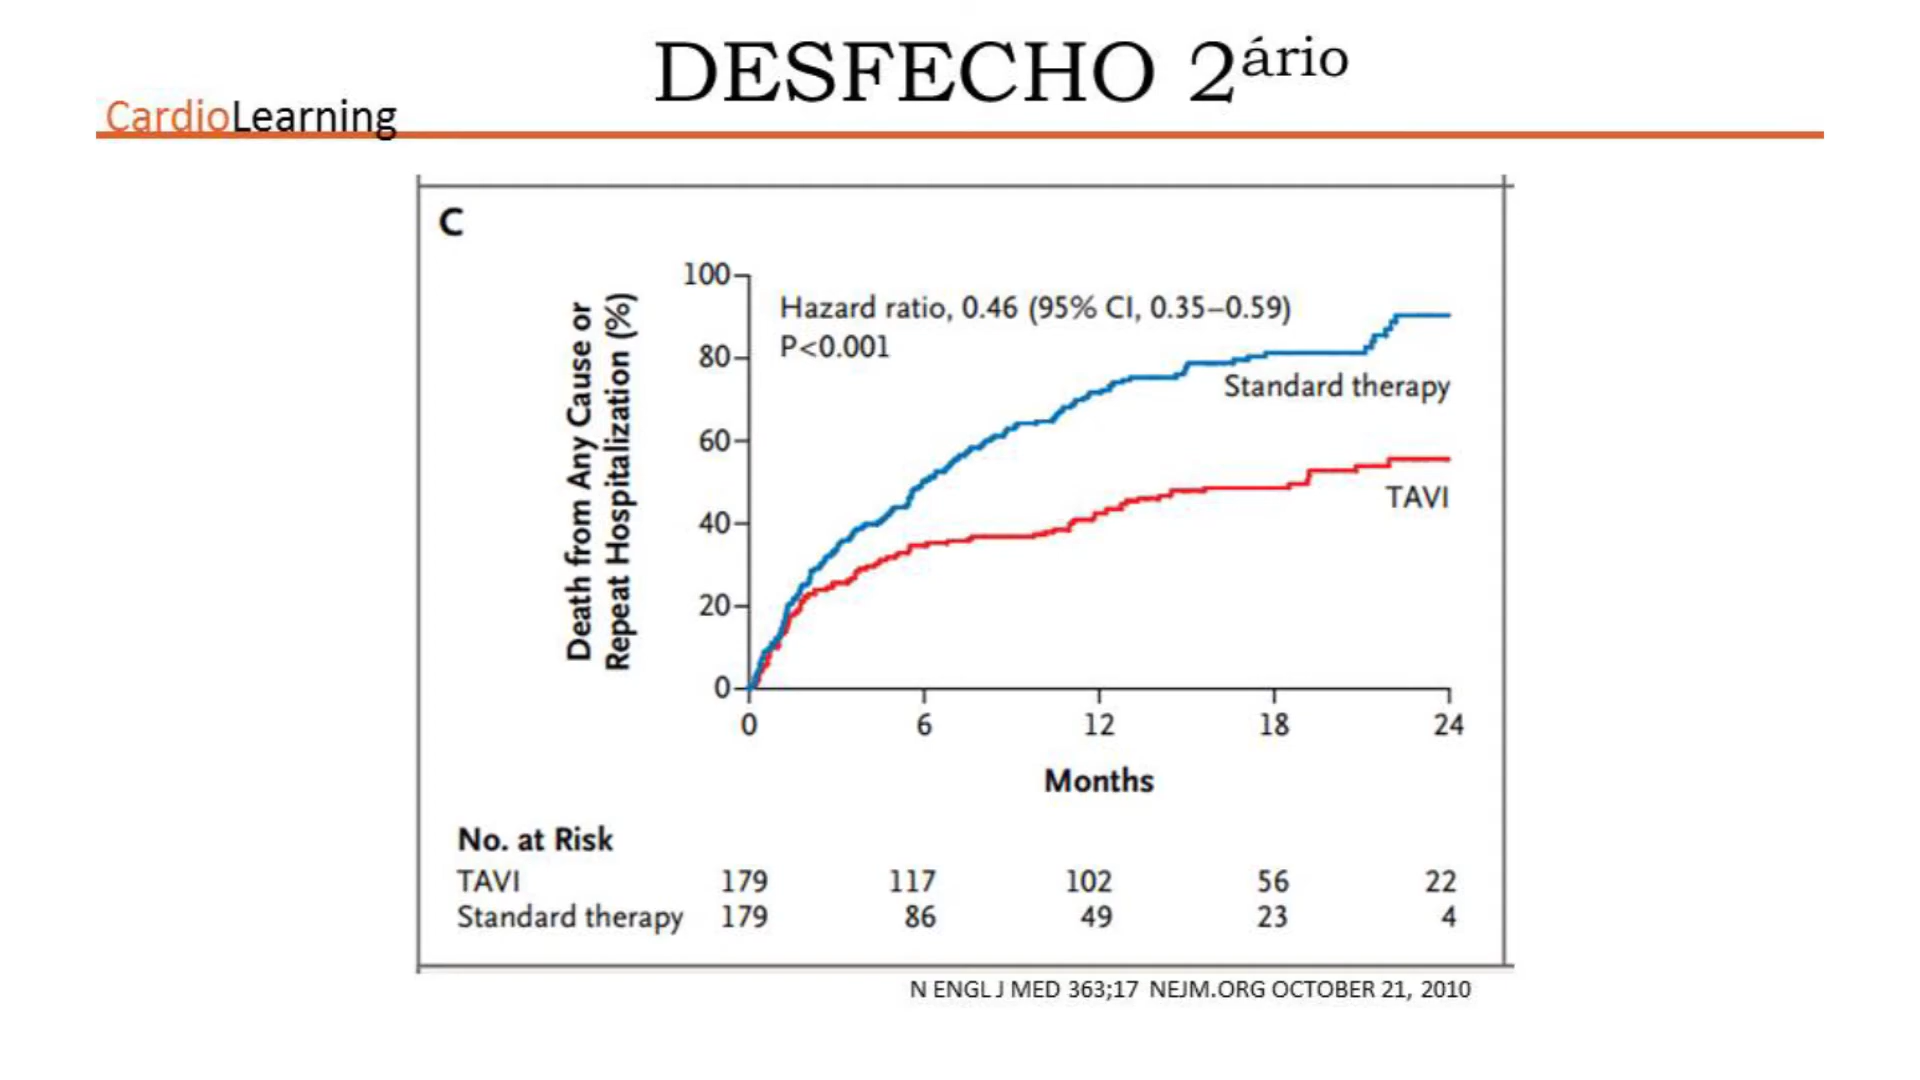 DESFECHO 2ário
CardioLearning
C
Death from Any Cause or
Repeat Hospitalization (%)
100
80
60
40
20
0
Hazard ratio, 0.46 (95% CI, 0.35–0.59)
P<0.001
Standard therapy
TAVI
0 6 12 18 24
Months
No. at Risk
TAVI 179 117 102 56 22
Standard therapy 179 86 49 23 4
N ENGL J MED 363;17 NEJM.ORG OCTOBER 21, 2010